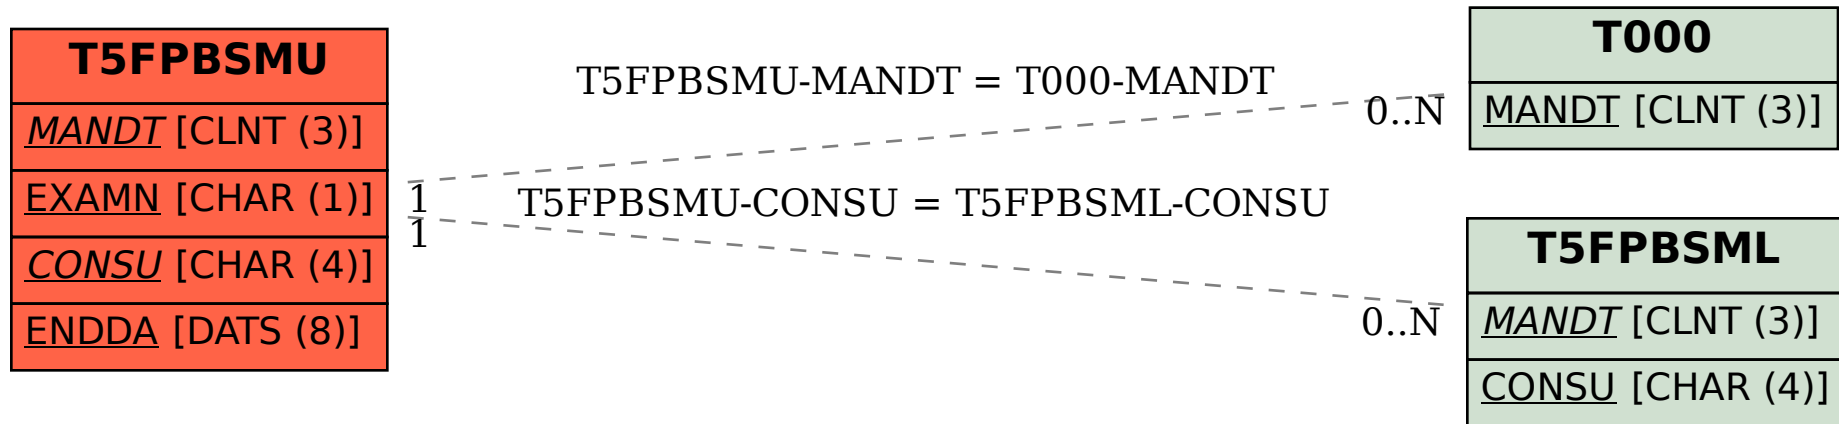 T5FPBSMU
MANDT [CLNT (3)]
EXAMN [CHAR (1)]
CONSU [CHAR (4)]
ENDDA [DATS (8)]
T5FPBSMU-MANDT = T000-MANDT
0..N
1
T5FPBSMU-CONSU = T5FPBSML-CONSU
1
0..N
T000
MANDT [CLNT (3)]
T5FPBSML
MANDT [CLNT (3)]
CONSU [CHAR (4)]